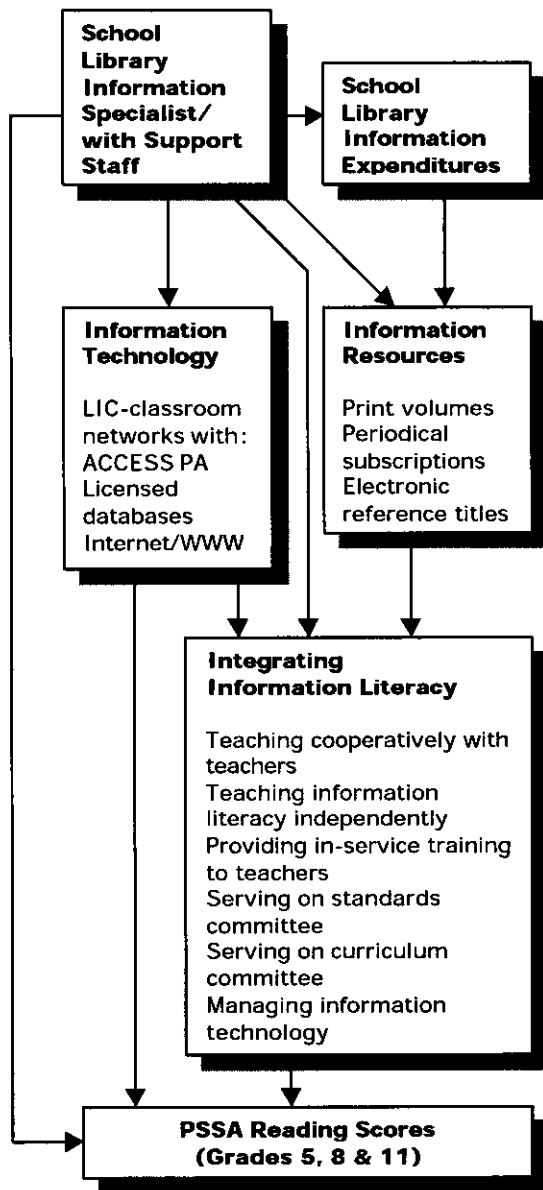 School
Library
Information
Specialist/
with Support
Staff
School
Library
Information
Expenditures
Information
Technology
LIC-classroom
networks with:
ACCESS PA
Licensed
databases
Internet/WWW
Information
Resources
Print volumes
Periodical
subscriptions
Electronic
reference titles
Integrating
Information Literacy
Teaching cooperatively with
teachers
Teaching information
literacy independently
Providing in-service training
to teachers
Serving on standards
committee
Serving on curriculum
committee
Managing information
technology
PSSA Reading Scores
(Grades 5, 8 & 11)